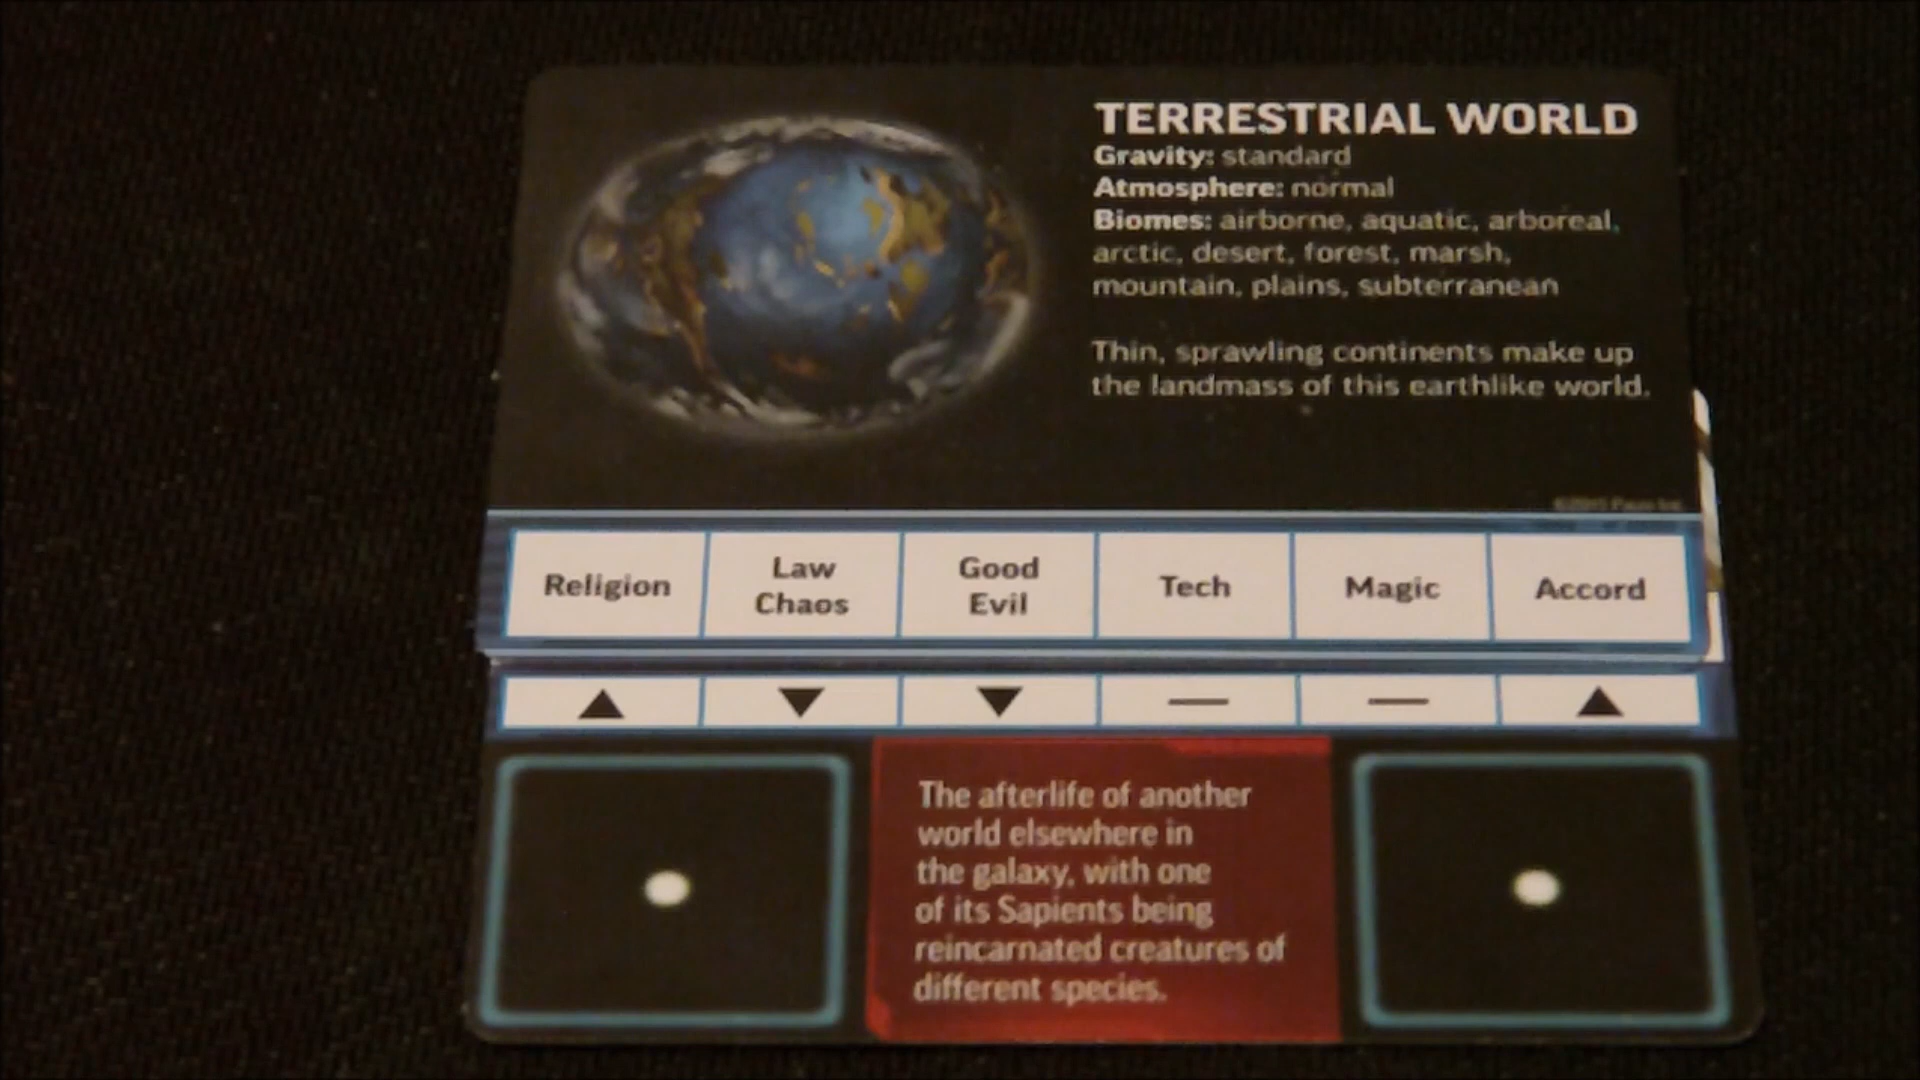 TERRESTRIAL WORLD
Gravity: standard
Atmosphere: normal
Biomes: airborne, aquatic, arboreal,
arctic, desert, forest, marsh,
mountain, plains, subterranean
Thin, sprawling continents make up
the landmass of this earthlike world.
Religion
Law
Chaos
Good
Evil
Tech
Magic
Accord
The afterlife of another
world elsewhere in
the galaxy, with one
of its Sapients being
reincarnated creatures of
different species.